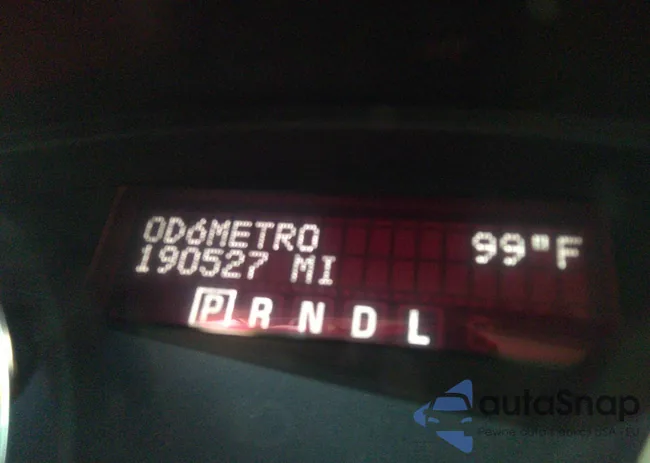 ODóMETRO 99°F
190527 MI
P R N D L
autaSnap